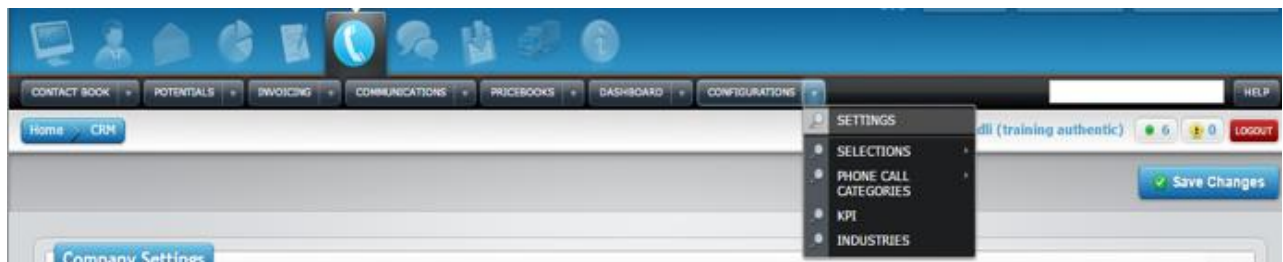 CONTACT BOOK POTENTIALS INVOICING COMMUNICATIONS PRICEBOOKS DASHBOARD CONFIGURATIONS HELP
Home CRM
SETTINGS
dli (training authentic) 6 0 LOGOUT
SELECTIONS
PHONE CALL
CATEGORIES
KPI
INDUSTRIES
Save Changes
Company Settings